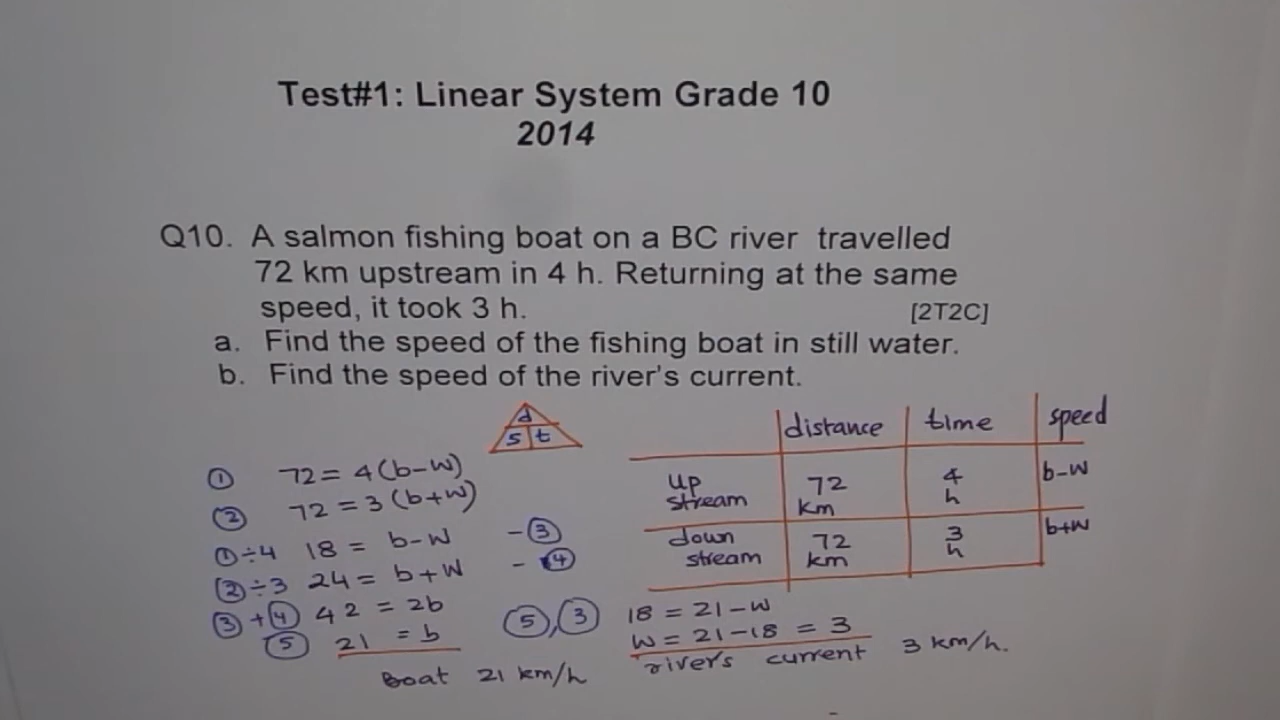 Test#1: Linear System Grade 10
2014
Q10. A salmon fishing boat on a BC river travelled
72 km upstream in 4 h. Returning at the same
speed, it took 3 h. [2T2C]
a. Find the speed of the fishing boat in still water.
b. Find the speed of the river's current.
d
s t
distance time speed
up stream 72 km 4 h b-w
down stream 72 km 3 h b+w
① 72 = 4(b-w)
② 72 = 3(b+w)
①÷4 18 = b-w -③
②÷3 24 = b+w -④
③+④ 42 = 2b
⑤ 21 = b
Boat 21 km/h
⑤,③ 18 = 21-w
w = 21-18 = 3
river's current 3 km/h.